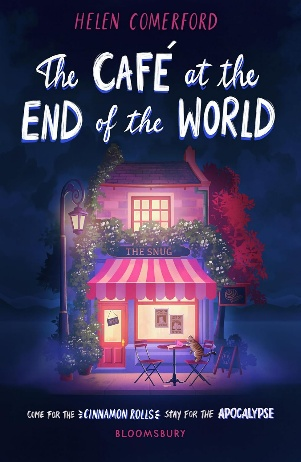 HELEN COMERFORD
The CAFÉ at the
END of the WORLD
THE SNUG
COME FOR THE CINNAMON ROLLS STAY FOR THE APOCALYPSE
BLOOMSBURY